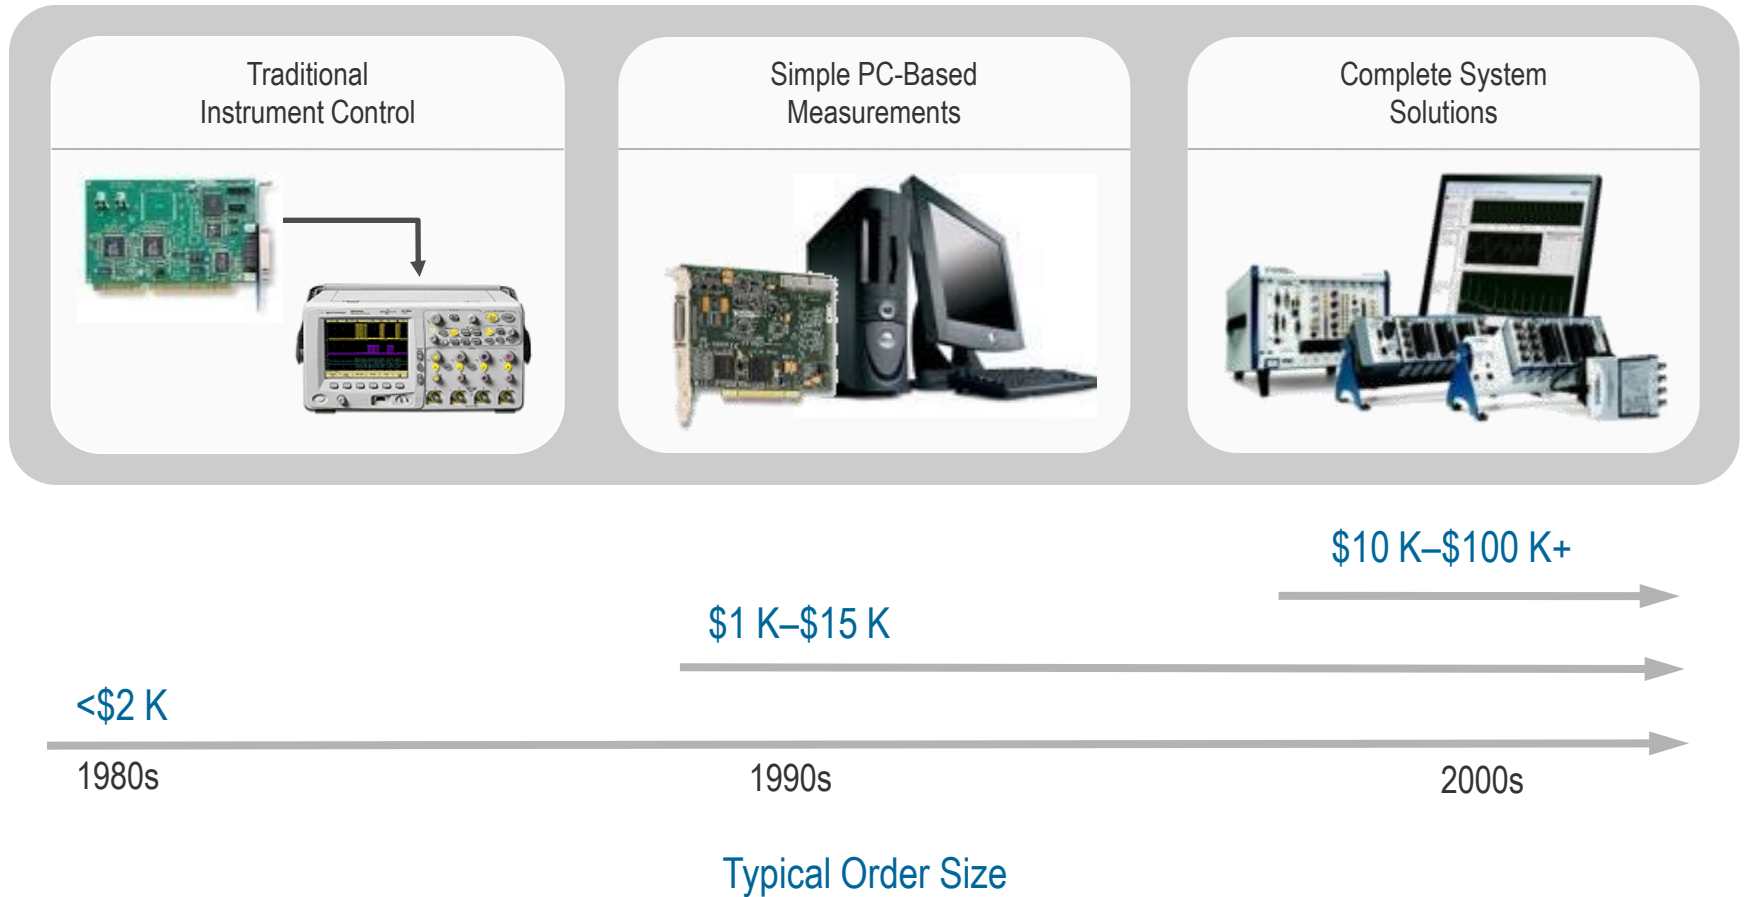 Traditional
Instrument Control
Simple PC-Based
Measurements
Complete System
Solutions
$10 K–$100 K+
$1 K–$15 K
<$2 K
1980s
1990s
2000s
Typical Order Size